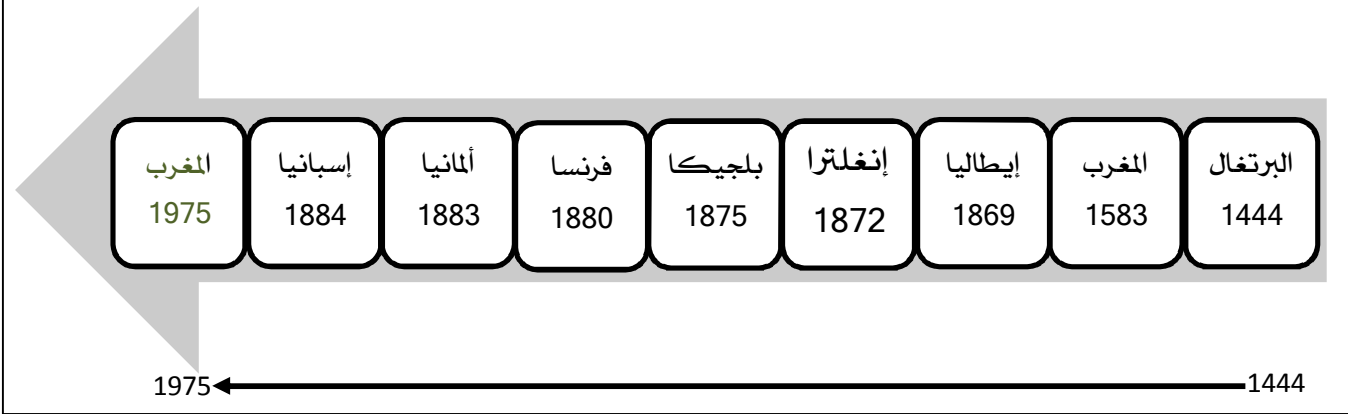 البرتغال
1444
المغرب
1583
إيطاليا
1869
إنغلترا
1872
بلجيكا
1875
فرنسا
1880
ألمانيا
1883
إسبانيا
1884
المغرب
1975
1444
1975